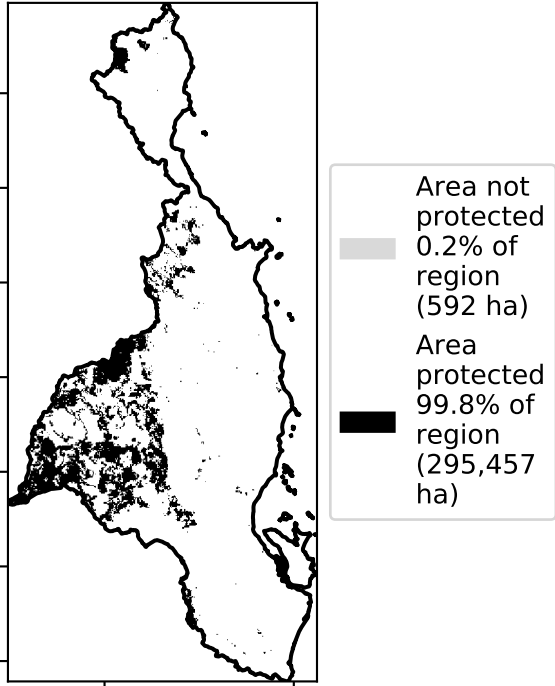 Area not
protected
0.2% of
region
(592 ha)
Area
protected
99.8% of
region
(295,457
ha)